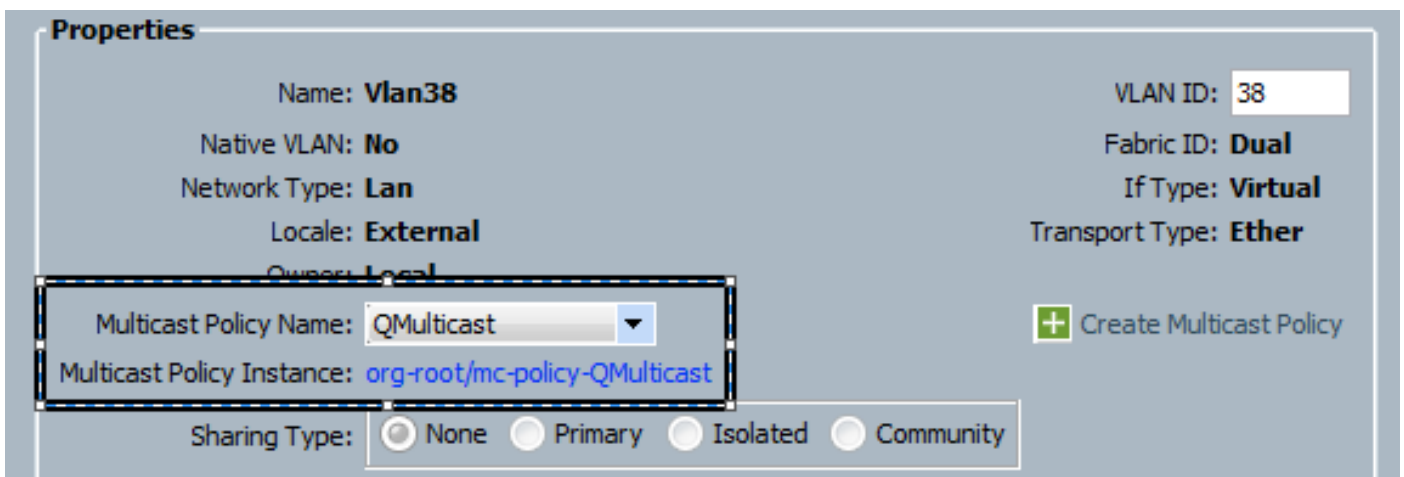 Properties
Name: Vlan38 VLAN ID: 38
Native VLAN: No Fabric ID: Dual
Network Type: Lan If Type: Virtual
Locale: External Transport Type: Ether
Owner: Local
Multicast Policy Name: QMulticast Create Multicast Policy
Multicast Policy Instance: org-root/mc-policy-QMulticast
Sharing Type: None Primary Isolated Community